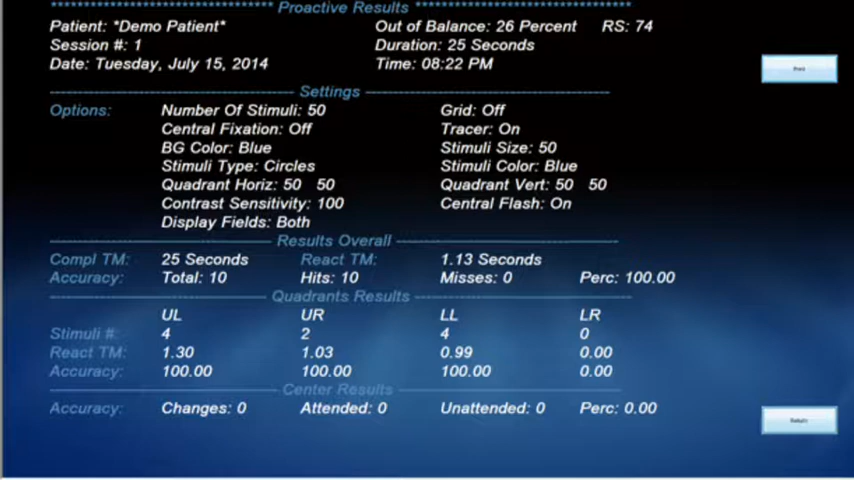 ******************************** Proactive Results ********************************
Patient: *Demo Patient* Out of Balance: 26 Percent RS: 74
Session #: 1 Duration: 25 Seconds
Date: Tuesday, July 15, 2014 Time: 08:22 PM
Print
Settings
Options: Number Of Stimuli: 50 Grid: Off
Central Fixation: Off Tracer: On
BG Color: Blue Stimuli Size: 50
Stimuli Type: Circles Stimuli Color: Blue
Quadrant Horiz: 50 50 Quadrant Vert: 50 50
Contrast Sensitivity: 100 Central Flash: On
Display Fields: Both
Results Overall
Compl TM: 25 Seconds React TM: 1.13 Seconds
Accuracy: Total: 10 Hits: 10 Misses: 0 Perc: 100.00
Quadrants Results
UL UR LL LR
Stimuli #: 4 2 4 0
React TM: 1.30 1.03 0.99 0.00
Accuracy: 100.00 100.00 100.00 0.00
Center Results
Accuracy: Changes: 0 Attended: 0 Unattended: 0 Perc: 0.00
Return